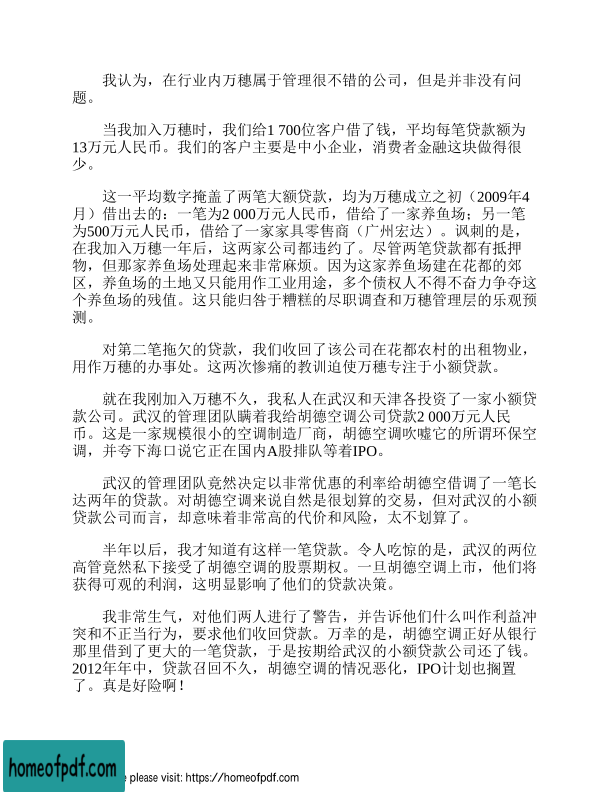 我认为，在行业内万穗属于管理很不错的公司，但是并非没有问
题。
当我加入万穗时，我们给1 700位客户借了钱，平均每笔贷款额为
13万元人民币。我们的客户主要是中小企业，消费者金融这块做得很
少。
这一平均数字掩盖了两笔大额贷款，均为万穗成立之初（2009年4
月）借出去的：一笔为2 000万元人民币，借给了一家养鱼场；另一笔
为500万元人民币，借给了一家家具零售商（广州宏达）。讽刺的是，
在我加入万穗一年后，这两家公司都违约了。尽管两笔贷款都有抵押
物，但那家养鱼场处理起来非常麻烦。因为这家养鱼场建在花都的郊
区，养鱼场的土地又只能用作工业用途，多个债权人不得不奋力争夺这
个养鱼场的残值。这只能归咎于糟糕的尽职调查和万穗管理层的乐观预
测。
对第二笔拖欠的贷款，我们收回了该公司在花都农村的出租物业，
用作万穗的办事处。这两次惨痛的教训迫使万穗专注于小额贷款。
就在我刚加入万穗不久，我私人在武汉和天津各投资了一家小额贷
款公司。武汉的管理团队瞒着我给胡德空调公司贷款2 000万元人民
币。这是一家规模很小的空调制造厂商，胡德空调吹嘘它的所谓环保空
调，并夸下海口说它正在国内A股排队等着IPO。
武汉的管理团队竟然决定以非常优惠的利率给胡德空借调了一笔长
达两年的贷款。对胡德空调来说自然是很划算的交易，但对武汉的小额
贷款公司而言，却意味着非常高的代价和风险，太不划算了。
半年以后，我才知道有这样一笔贷款。令人吃惊的是，武汉的两位
高管竟然私下接受了胡德空调的股票期权。一旦胡德空调上市，他们将
获得可观的利润，这明显影响了他们的贷款决策。
我非常生气，对他们两人进行了警告，并告诉他们什么叫作利益冲
突和不正当行为，要求他们收回贷款。万幸的是，胡德空调正好从银行
那里借到了更大的一笔贷款，于是按期给武汉的小额贷款公司还了钱。
2012年年中，贷款召回不久，胡德空调的情况恶化，IPO计划也搁置
了。真是好险啊！
homeofpdf.com
e please visit: https://homeofpdf.com